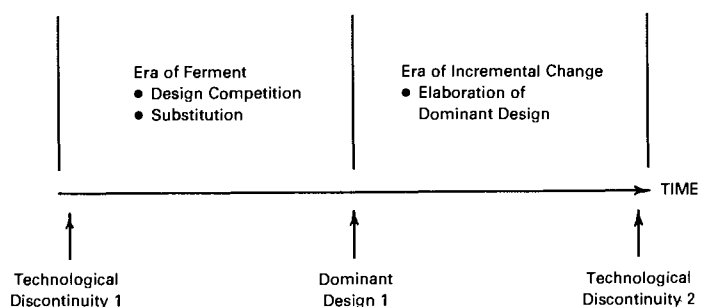 Era of Ferment
● Design Competition
● Substitution
Era of Incremental Change
● Elaboration of
Dominant Design
TIME
Technological
Discontinuity 1
Dominant
Design 1
Technological
Discontinuity 2